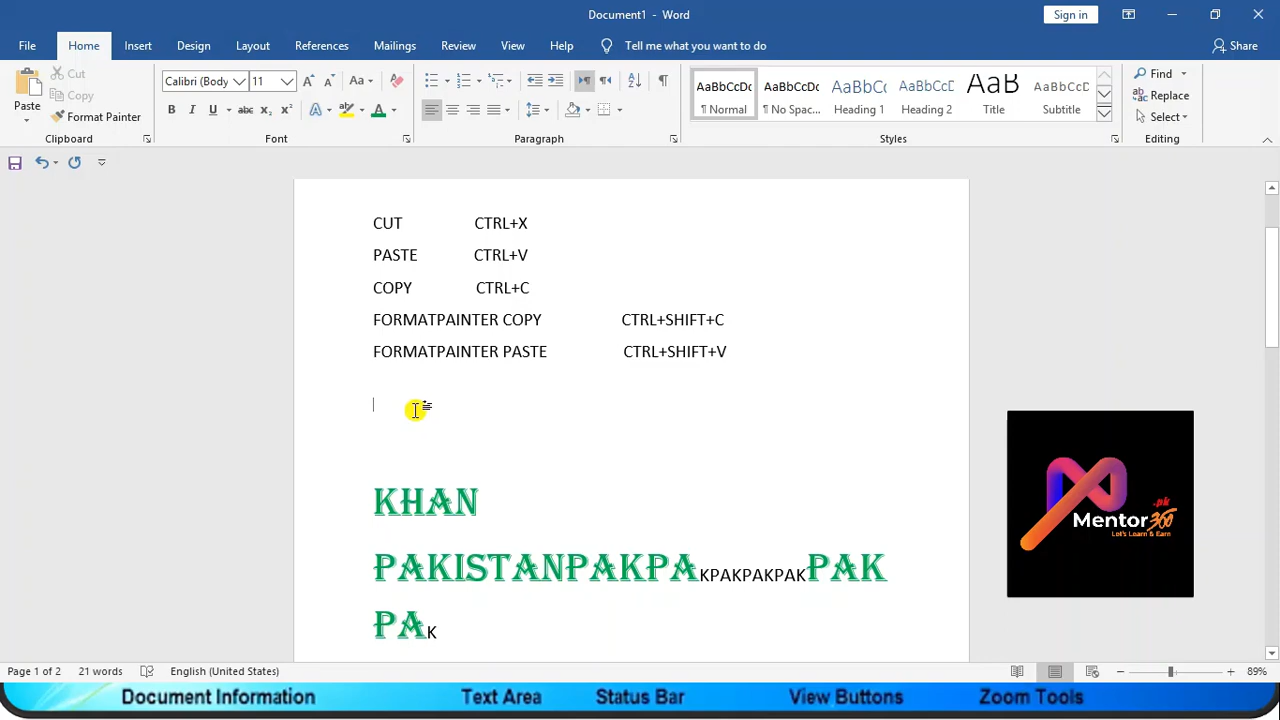 Document1 - Word
Sign in
File Home Insert Design Layout References Mailings Review View Help Tell me what you want to do Share
Paste
Cut
Copy
Format Painter
Clipboard
Calibri (Body 11
Font
Paragraph
AaBbCcDc AaBbCcDc AaBbC AaBbCcD AaB AaBbCcD
¶ Normal ¶ No Spac... Heading 1 Heading 2 Title Subtitle
Styles
Find
Replace
Select
Editing
CUT CTRL+X
PASTE CTRL+V
COPY CTRL+C
FORMATPAINTER COPY CTRL+SHIFT+C
FORMATPAINTER PASTE CTRL+SHIFT+V
KHAN
PAKISTANPAKPAKPAKPAKPAKPAK
PAK
Mentor360.pk
Let's Learn & Earn
Page 1 of 2 21 words English (United States) 89%
Document Information Text Area Status Bar View Buttons Zoom Tools